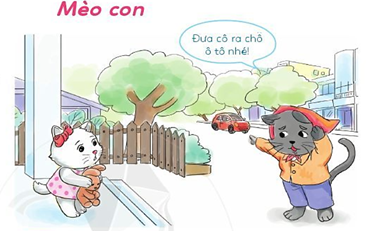 Mèo con
Đưa cô ra chỗ
ô tô nhé!